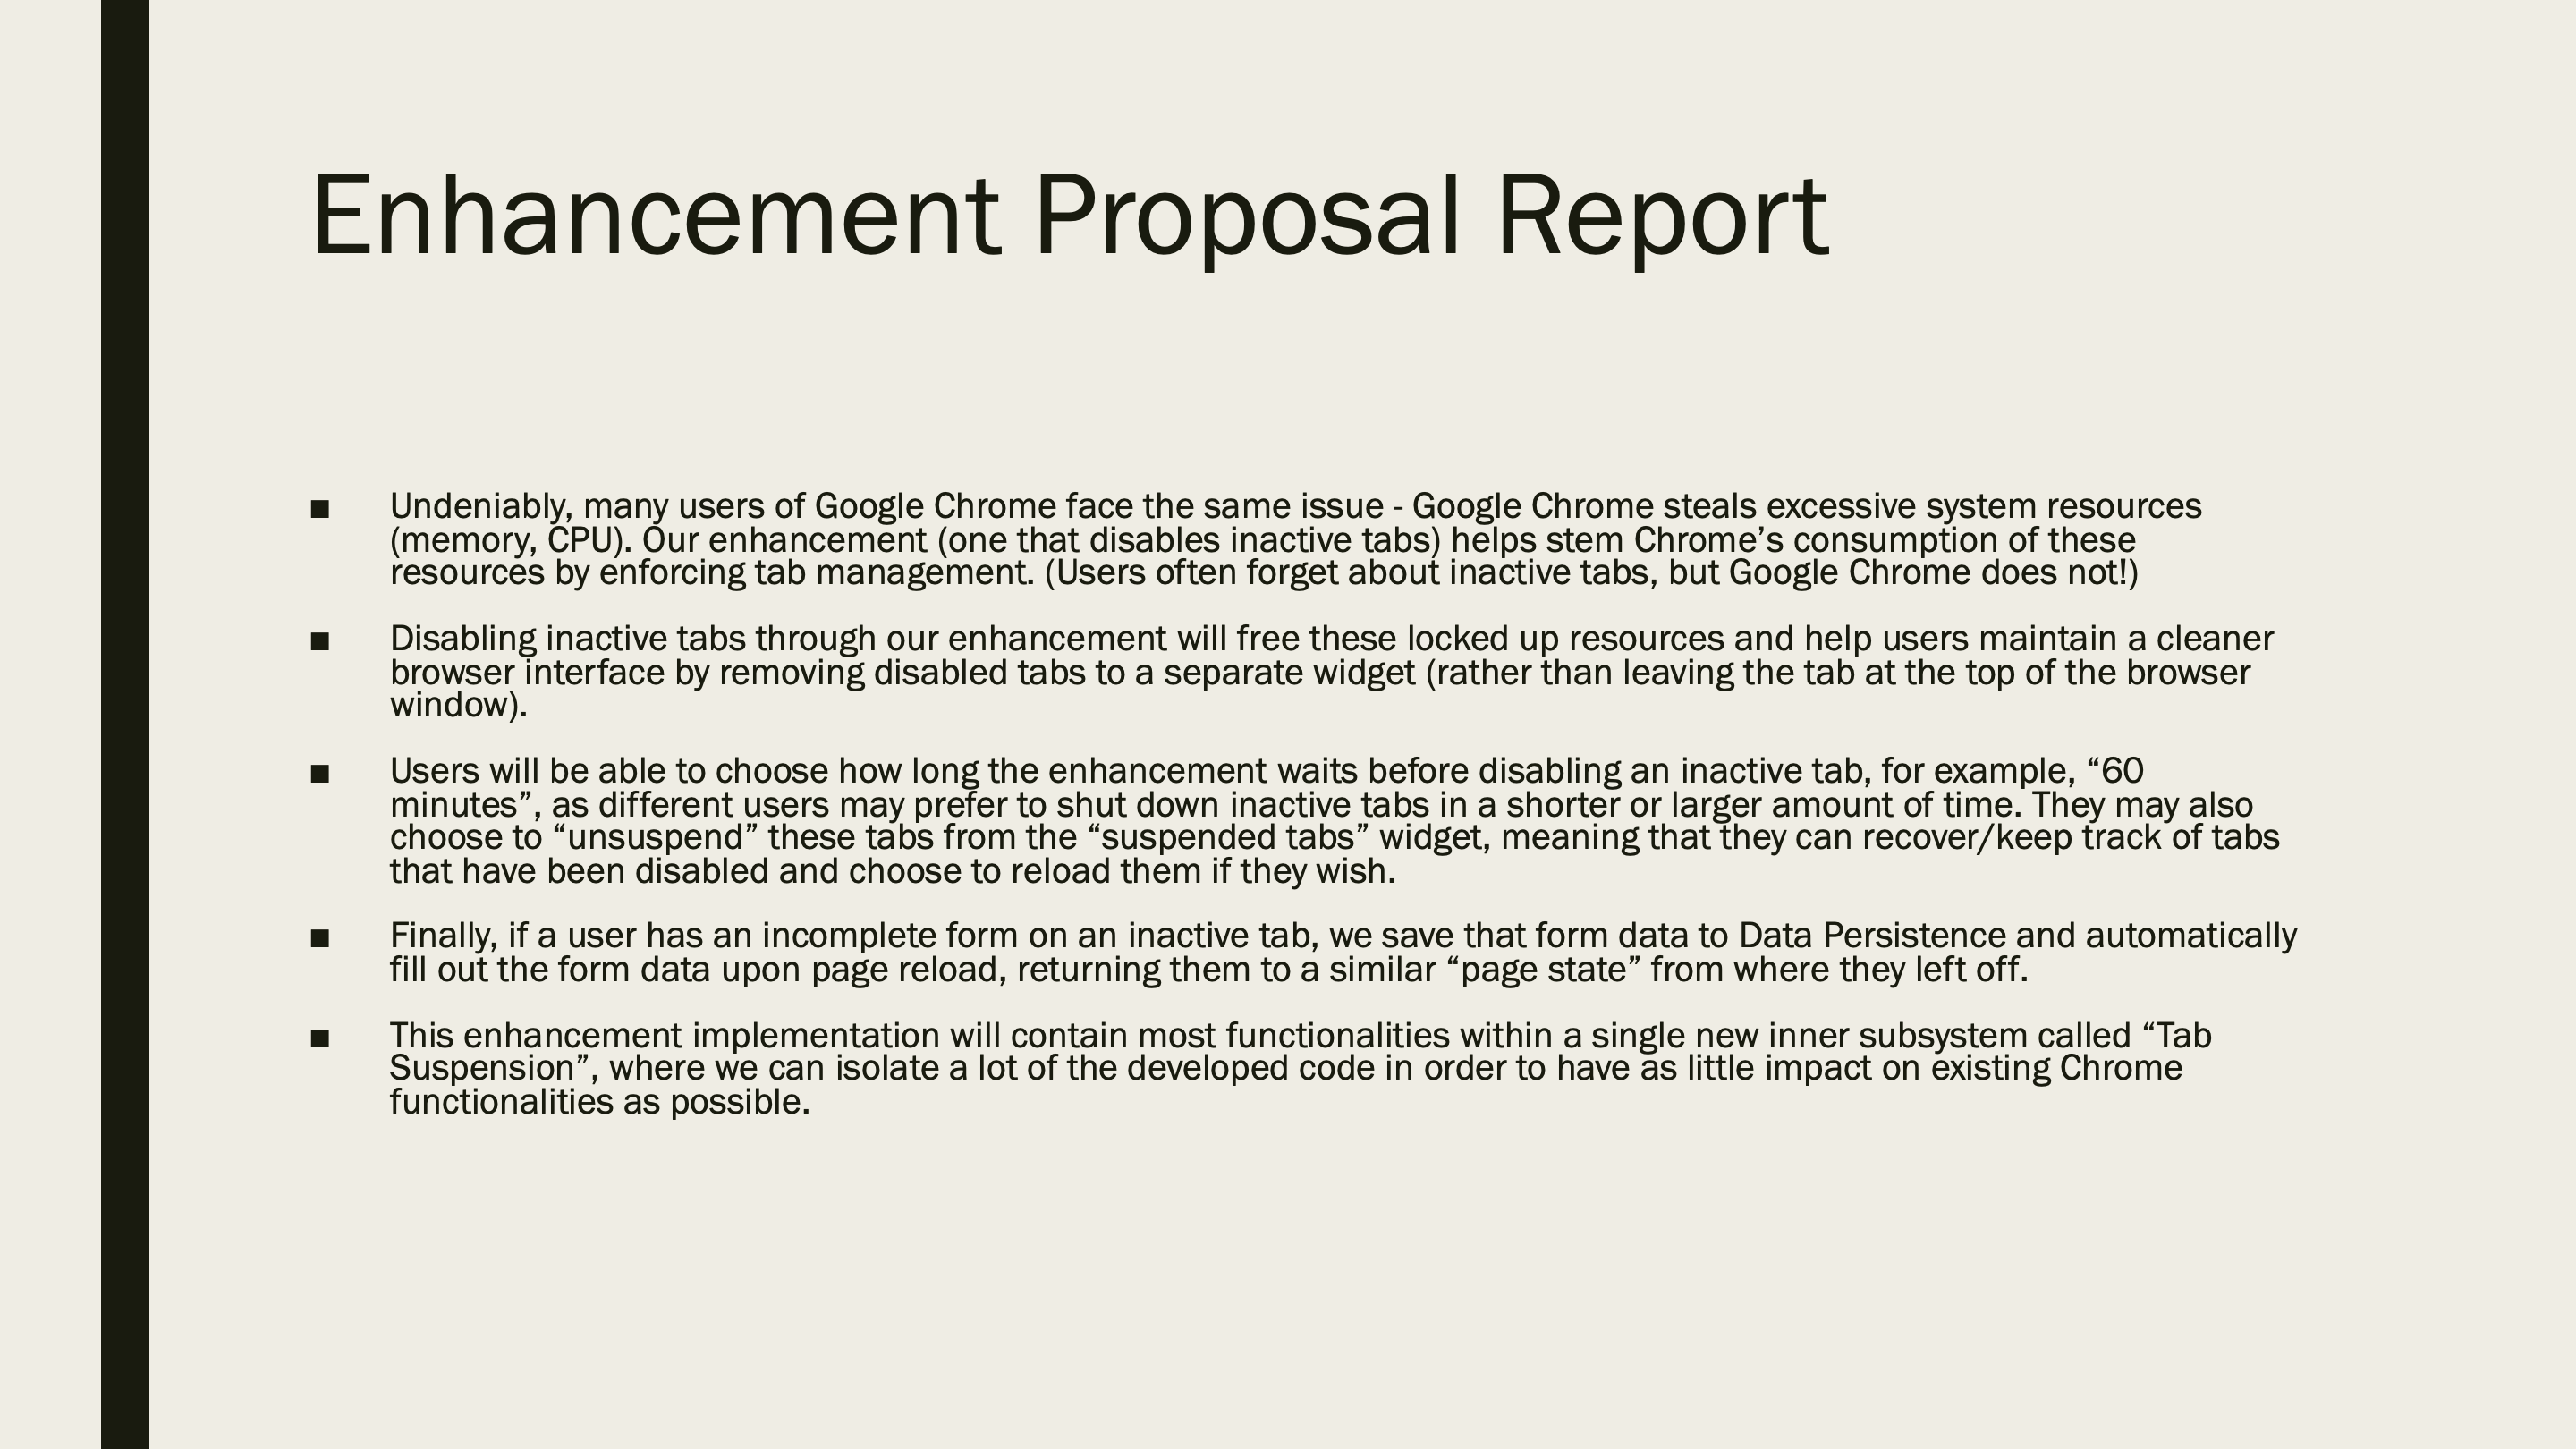 Enhancement Proposal Report
■ Undeniably, many users of Google Chrome face the same issue - Google Chrome steals excessive system resources
(memory, CPU). Our enhancement (one that disables inactive tabs) helps stem Chrome’s consumption of these
resources by enforcing tab management. (Users often forget about inactive tabs, but Google Chrome does not!)
■ Disabling inactive tabs through our enhancement will free these locked up resources and help users maintain a cleaner
browser interface by removing disabled tabs to a separate widget (rather than leaving the tab at the top of the browser
window).
■ Users will be able to choose how long the enhancement waits before disabling an inactive tab, for example, “60
minutes”, as different users may prefer to shut down inactive tabs in a shorter or larger amount of time. They may also
choose to “unsuspend” these tabs from the “suspended tabs” widget, meaning that they can recover/keep track of tabs
that have been disabled and choose to reload them if they wish.
■ Finally, if a user has an incomplete form on an inactive tab, we save that form data to Data Persistence and automatically
fill out the form data upon page reload, returning them to a similar “page state” from where they left off.
■ This enhancement implementation will contain most functionalities within a single new inner subsystem called “Tab
Suspension”, where we can isolate a lot of the developed code in order to have as little impact on existing Chrome
functionalities as possible.